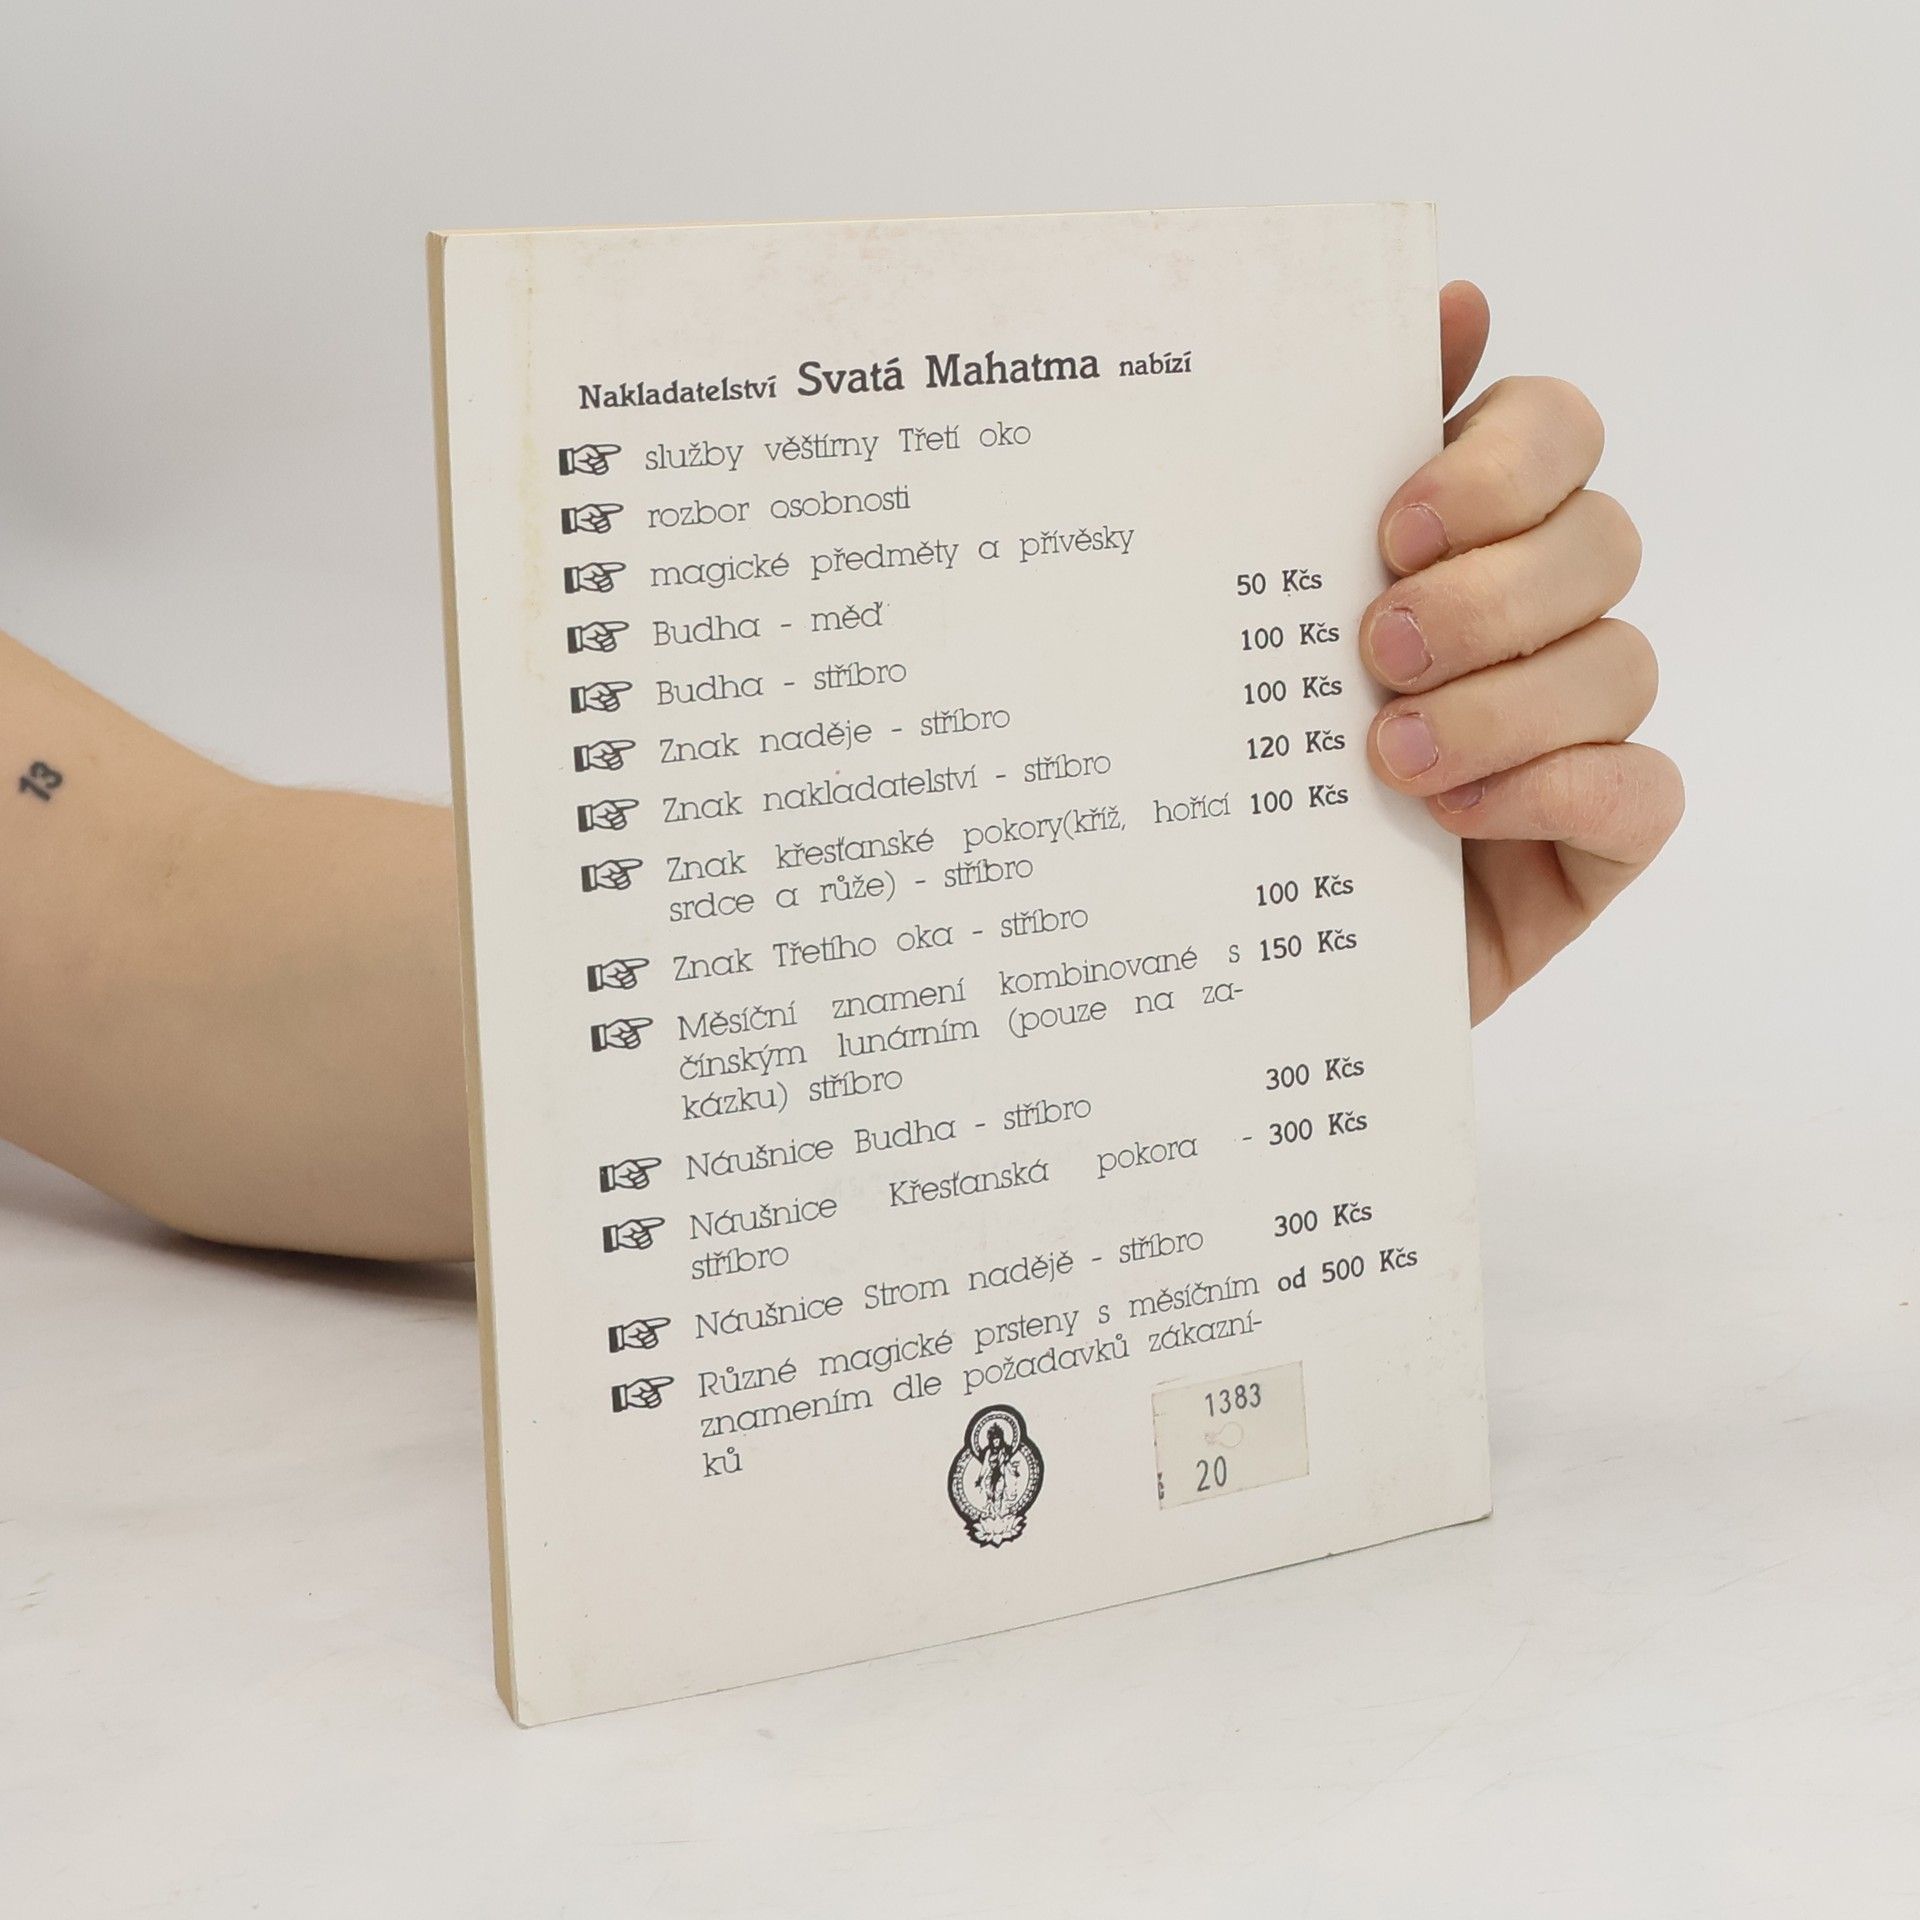 13
Nakladatelství Svatá Mahatma nabízí
služby věštírny Třetí oko
rozbor osobnosti
magické předměty a přívěsky
Budha - měď 50 Kčs
Budha - stříbro 100 Kčs
Znak naděje - stříbro 100 Kčs
Znak nakladatelství - stříbro 120 Kčs
Znak křesťanské pokory(kříž, hořící 100 Kčs
srdce a růže) - stříbro
Znak Třetího oka - stříbro 100 Kčs
Měsíční znamení kombinované s 150 Kčs
čínským lunárním (pouze na za-
kázku) stříbro
Náušnice Budha - stříbro 300 Kčs
Náušnice Křesťanská pokora - 300 Kčs
stříbro
Náušnice Strom nadějě - stříbro 300 Kčs
Různé magické prsteny s měsíčním od 500 Kčs
znamením dle požadavků zákazní-
ků
1383
20